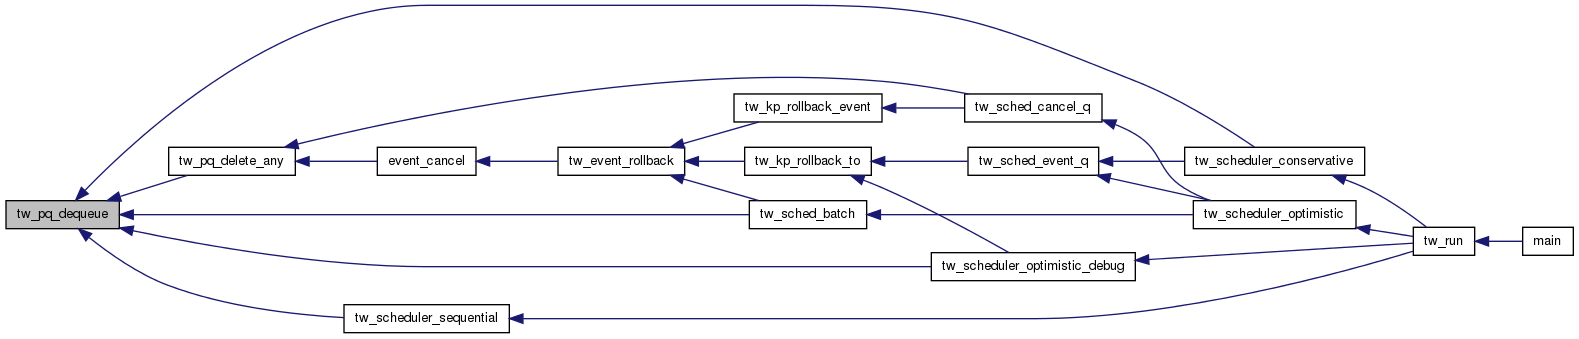 tw_kp_rollback_event
tw_sched_cancel_q
tw_pq_delete_any
event_cancel
tw_event_rollback
tw_kp_rollback_to
tw_sched_event_q
tw_scheduler_conservative
tw_pq_dequeue
tw_sched_batch
tw_scheduler_optimistic
tw_run
main
tw_scheduler_optimistic_debug
tw_scheduler_sequential